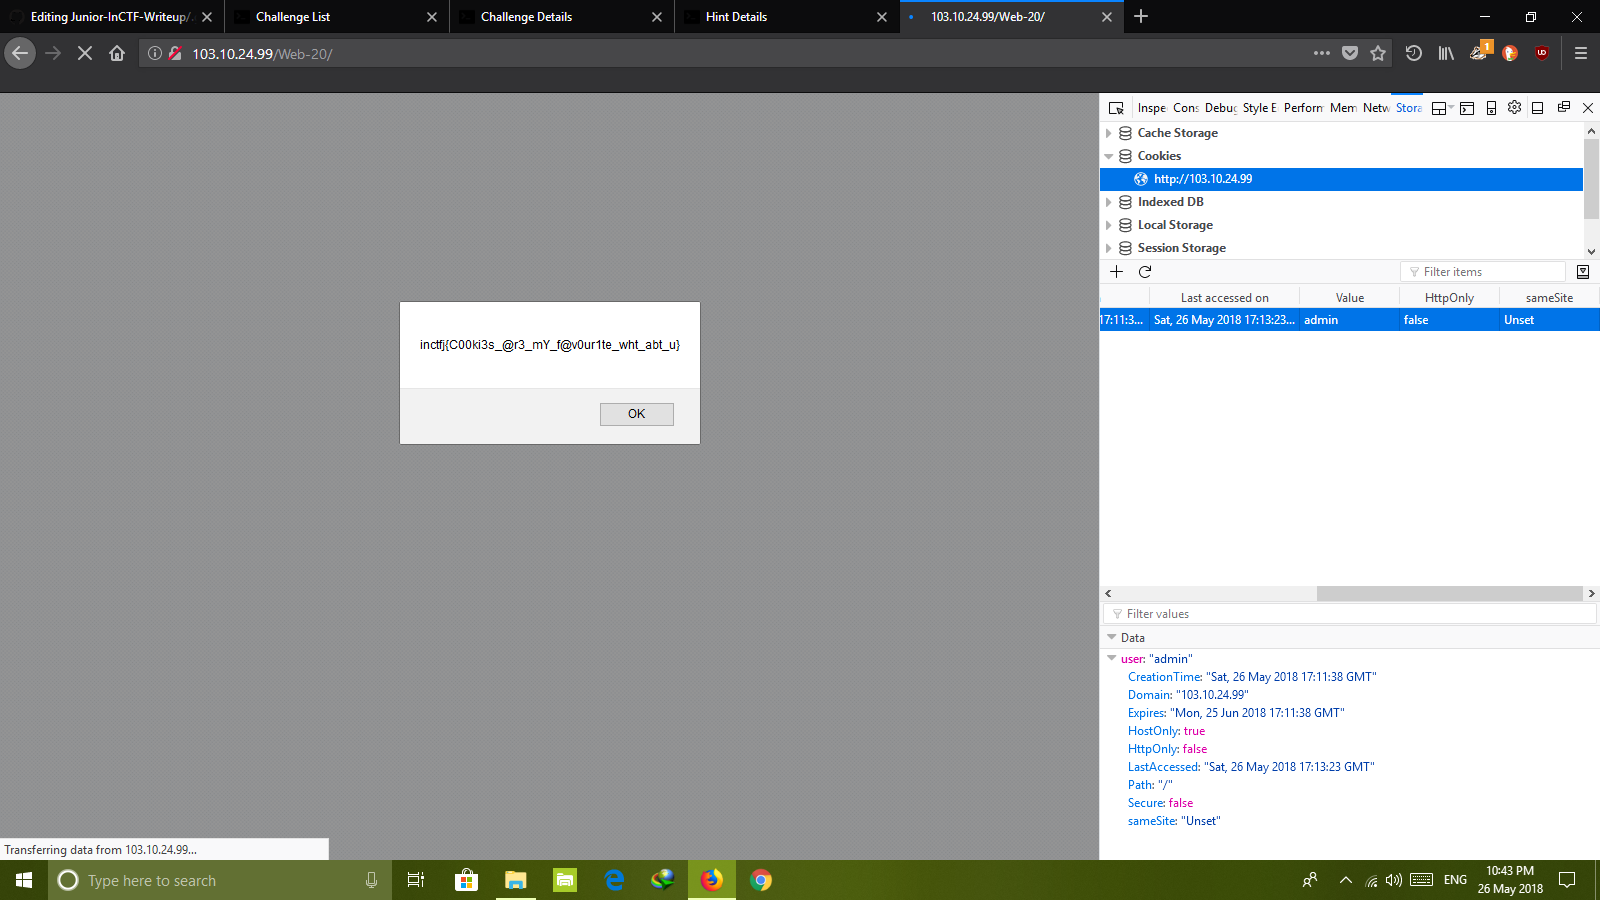 Editing Junior-InCTF-Writeup/
Challenge List
Challenge Details
Hint Details
103.10.24.99/Web-20/
103.10.24.99/Web-20/
1
Inspe Cons Debug Style E Perform Mem Netw Stora
Cache Storage
Cookies
http://103.10.24.99
Indexed DB
Local Storage
Session Storage
Filter items
Last accessed on Value HttpOnly sameSite
17:11:3... Sat, 26 May 2018 17:13:23... admin false Unset
inctfj{C00ki3s_@r3_mY_f@v0ur1te_wht_abt_u}
OK
Filter values
Data
user: "admin"
CreationTime: "Sat, 26 May 2018 17:11:38 GMT"
Domain: "103.10.24.99"
Expires: "Mon, 25 Jun 2018 17:11:38 GMT"
HostOnly: true
HttpOnly: false
LastAccessed: "Sat, 26 May 2018 17:13:23 GMT"
Path: "/"
Secure: false
sameSite: "Unset"
Transferring data from 103.10.24.99...
Type here to search
ENG
10:43 PM
26 May 2018